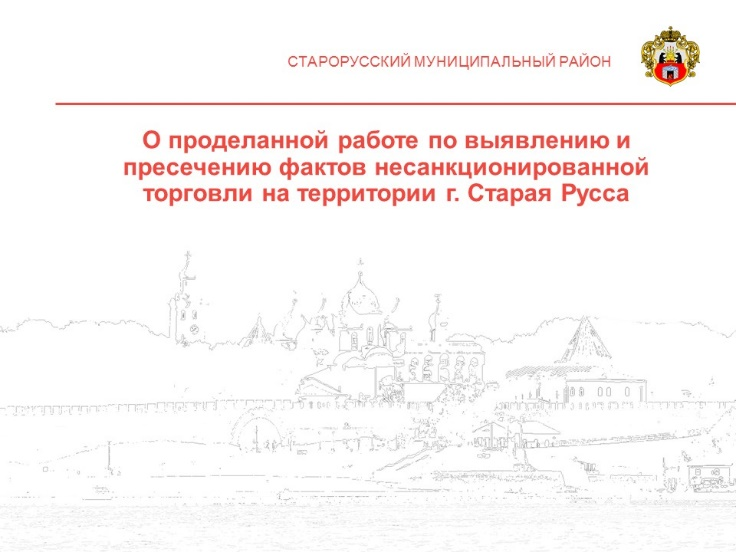 СТАРОРУССКИЙ МУНИЦИПАЛЬНЫЙ РАЙОН
О проделанной работе по выявлению и
пресечению фактов несанкционированной
торговли на территории г. Старая Русса